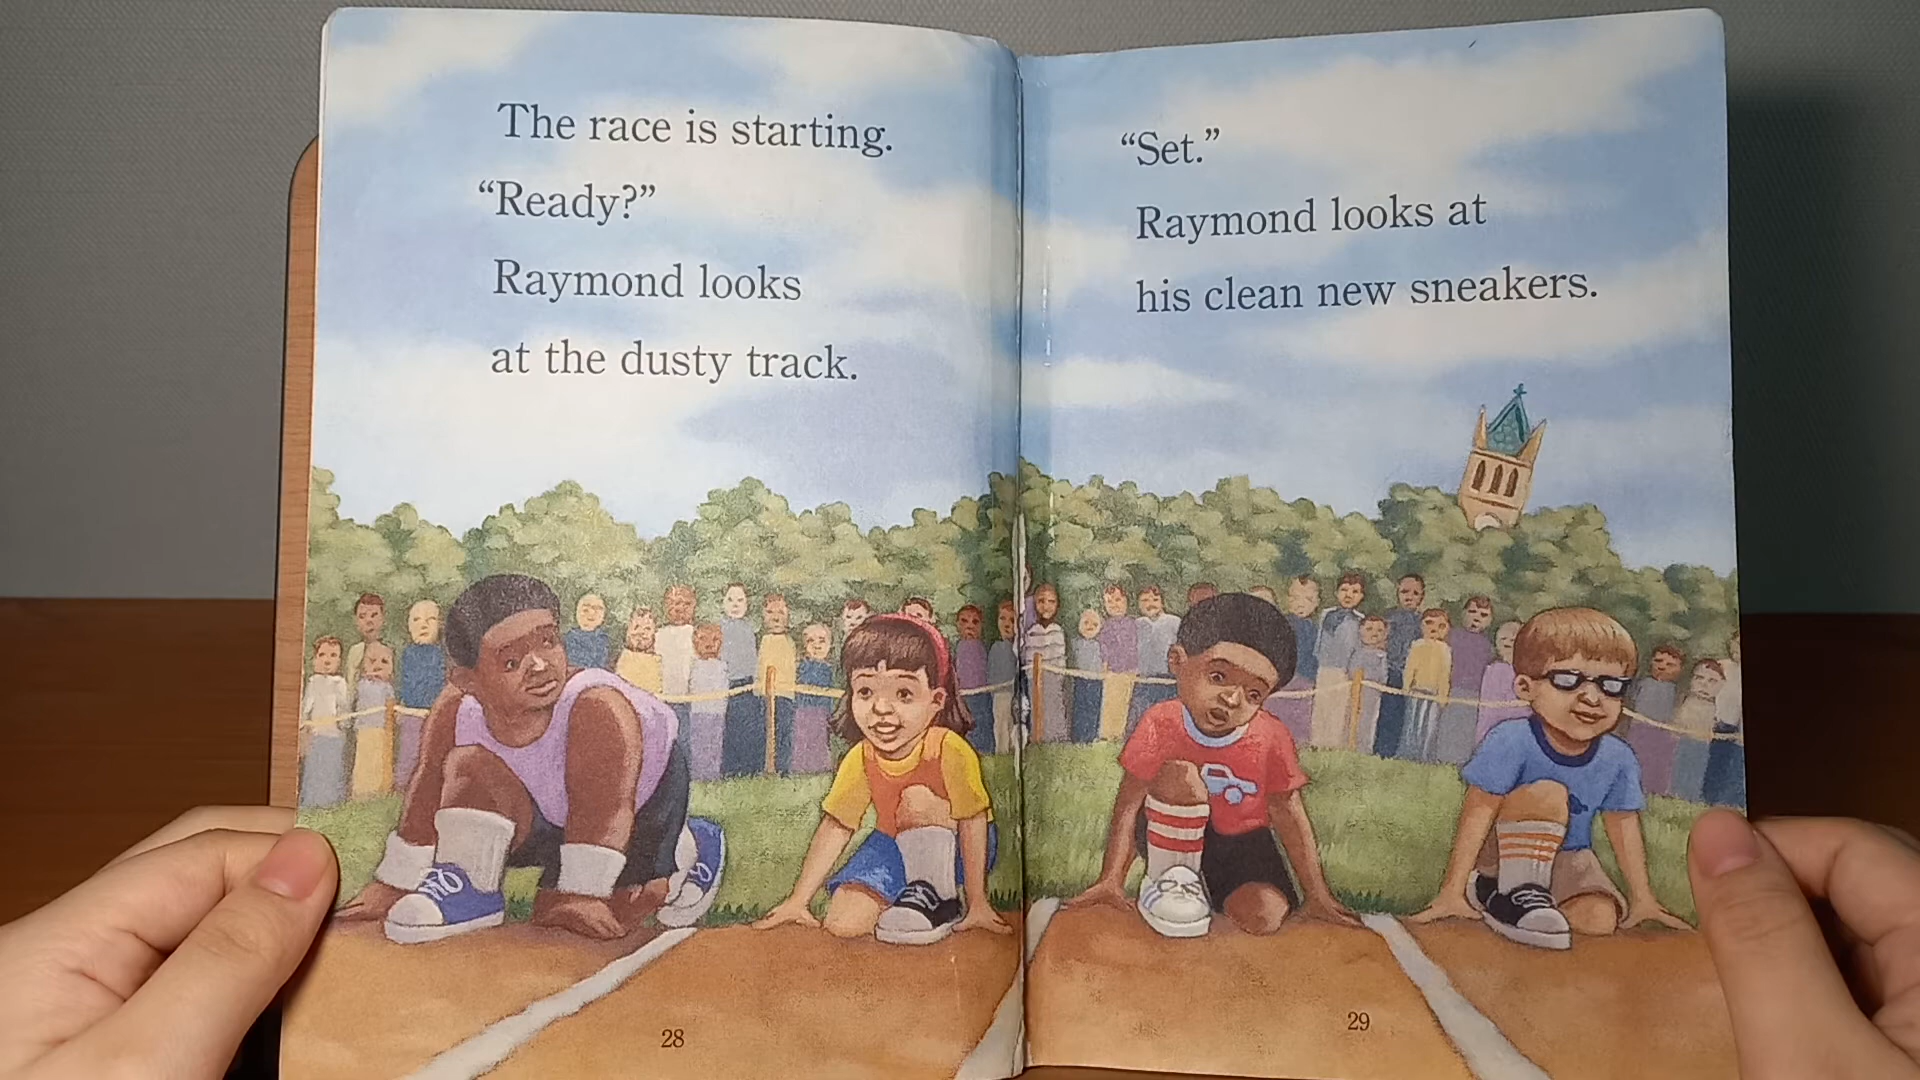 The race is starting.
“Ready?”
Raymond looks
at the dusty track.
28
“Set.”
Raymond looks at
his clean new sneakers.
29